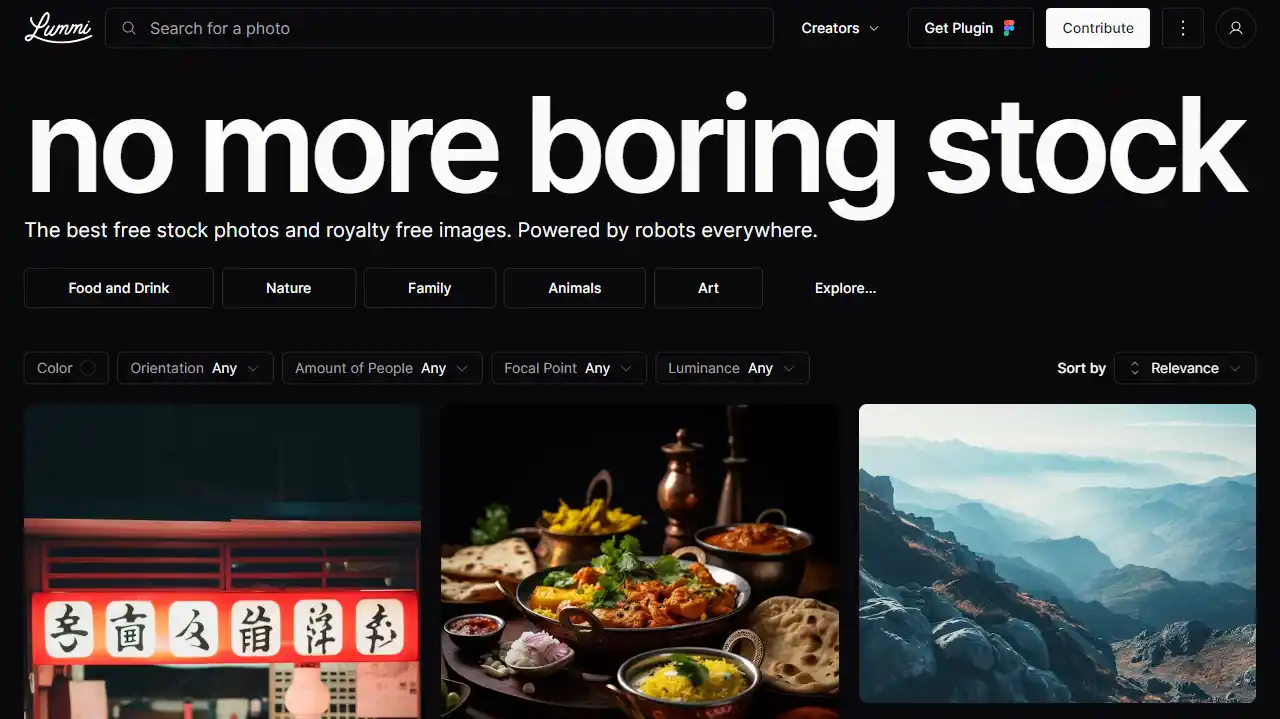 Lummi
Search for a photo
Creators
Get Plugin
Contribute
no more boring stock
The best free stock photos and royalty free images. Powered by robots everywhere.
Food and Drink
Nature
Family
Animals
Art
Explore...
Color
Orientation Any
Amount of People Any
Focal Point Any
Luminance Any
Sort by
Relevance